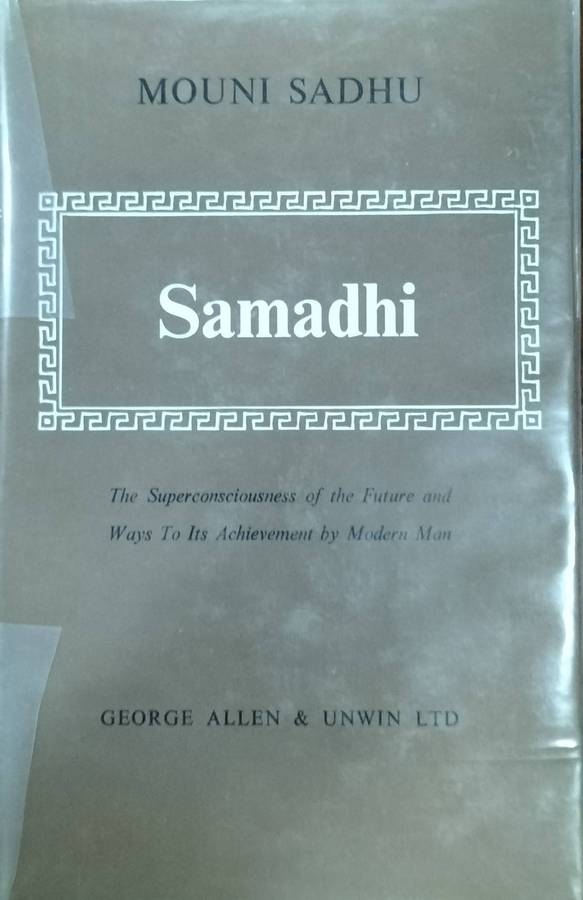 MOUNI SADHU
Samadhi
The Superconsciousness of the Future and
Ways To Its Achievement by Modern Man
GEORGE ALLEN & UNWIN LTD